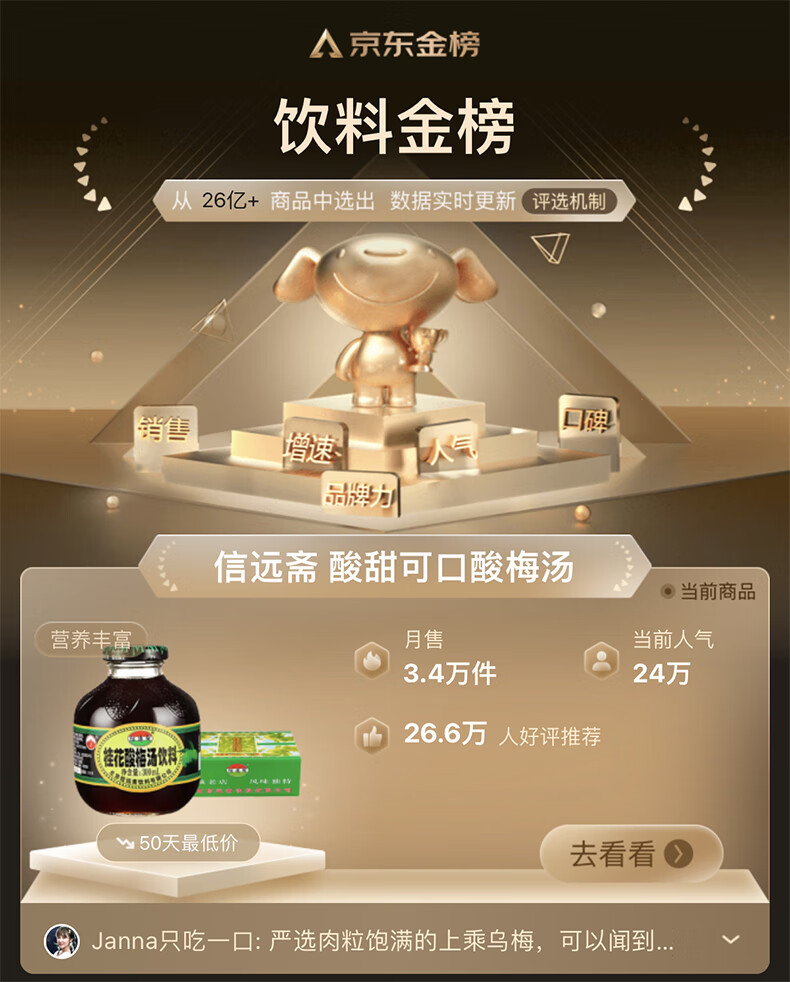 京东金榜
饮料金榜
从 26亿+ 商品中选出 数据实时更新 评选机制
销售
口碑
增速
人气
品牌力
信远斋 酸甜可口酸梅汤
当前商品
营养丰富
月售
3.4万件
当前人气
24万
26.6万 人好评推荐
桂花酸梅汤饮料
净含量:300ml
50天最低价
去看看
Janna只吃一口: 严选肉粒饱满的上乘乌梅，可以闻到...